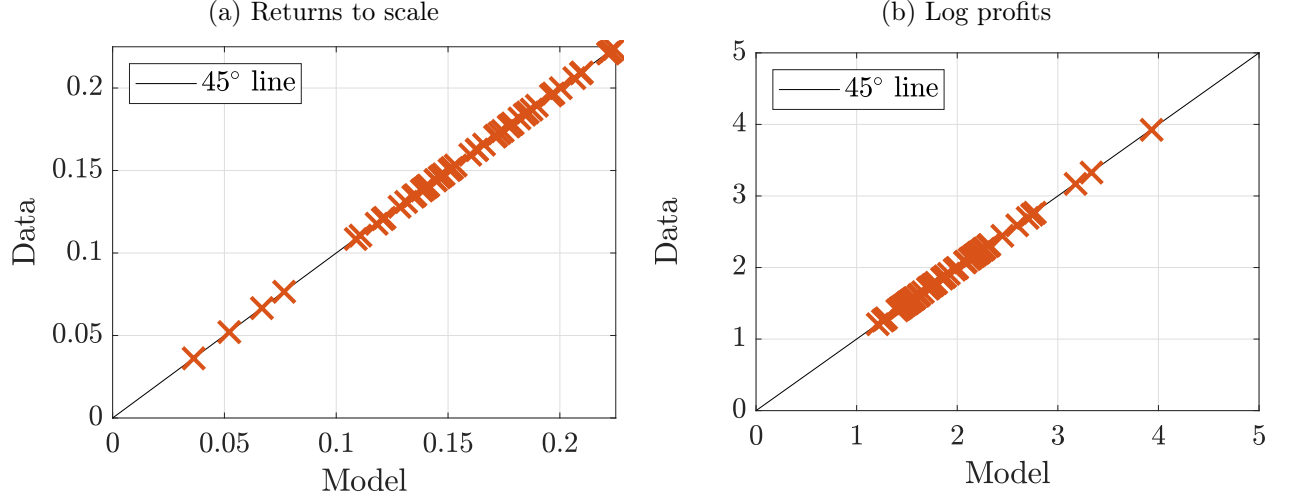 (a) Returns to scale
45° line
0.2
0.15
0.1
0.05
0
0 0.05 0.1 0.15 0.2
Data
Model
(b) Log profits
45° line
5
4
3
2
1
0
0 1 2 3 4 5
Data
Model